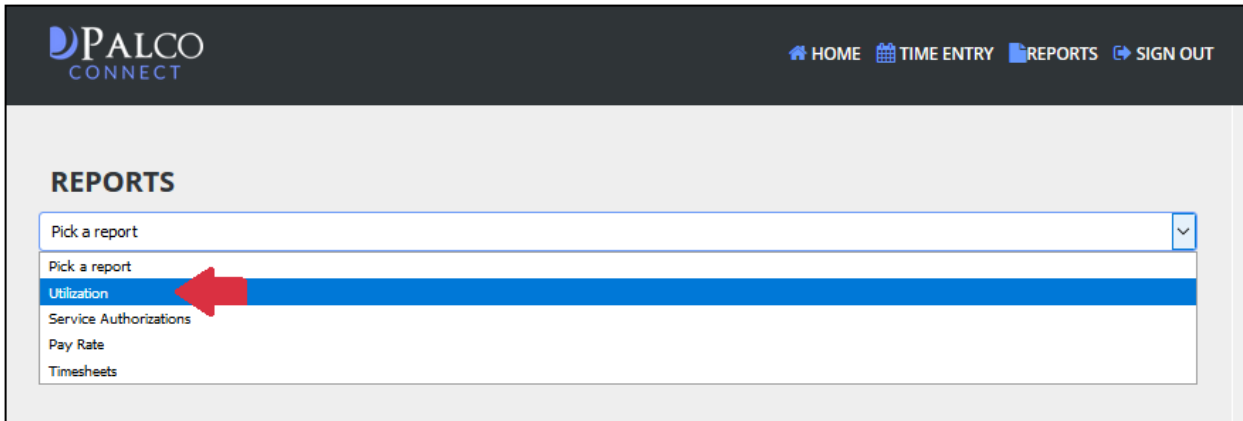 PALCO
CONNECT
HOME TIME ENTRY REPORTS SIGN OUT
REPORTS
Pick a report
Pick a report
Utilization
Service Authorizations
Pay Rate
Timesheets